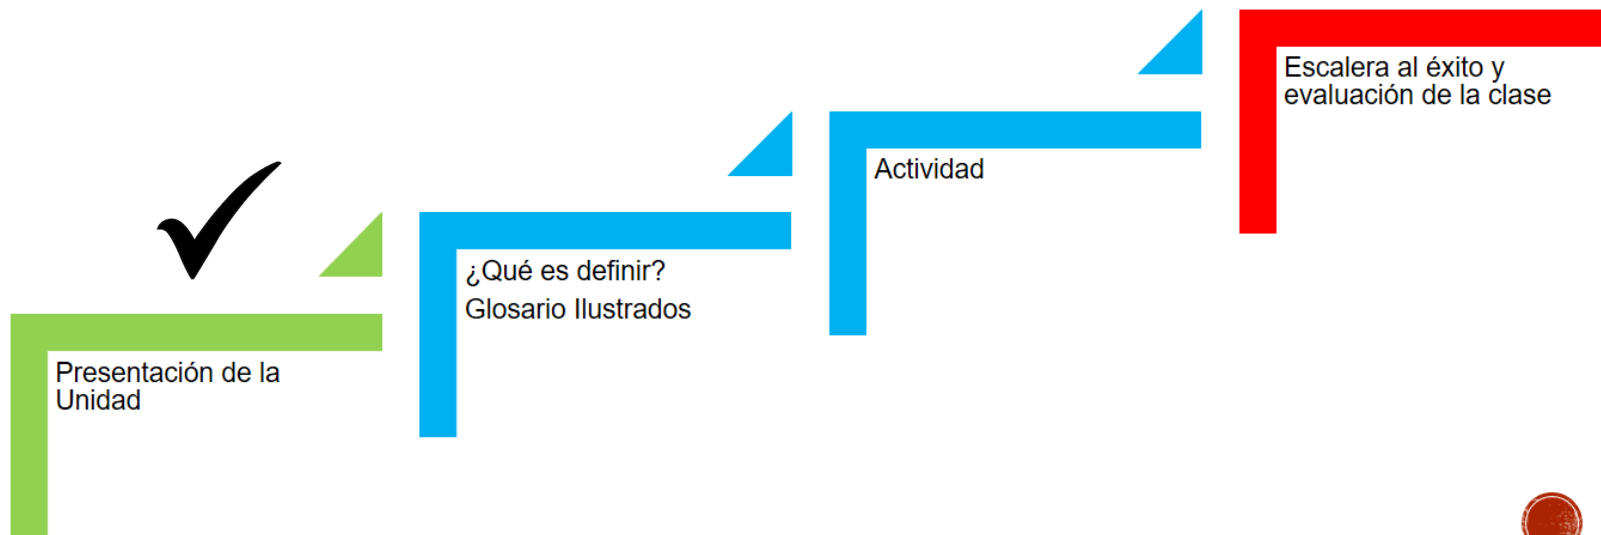 Presentación de la
Unidad
¿Qué es definir?
Glosario Ilustrados
Actividad
Escalera al éxito y
evaluación de la clase